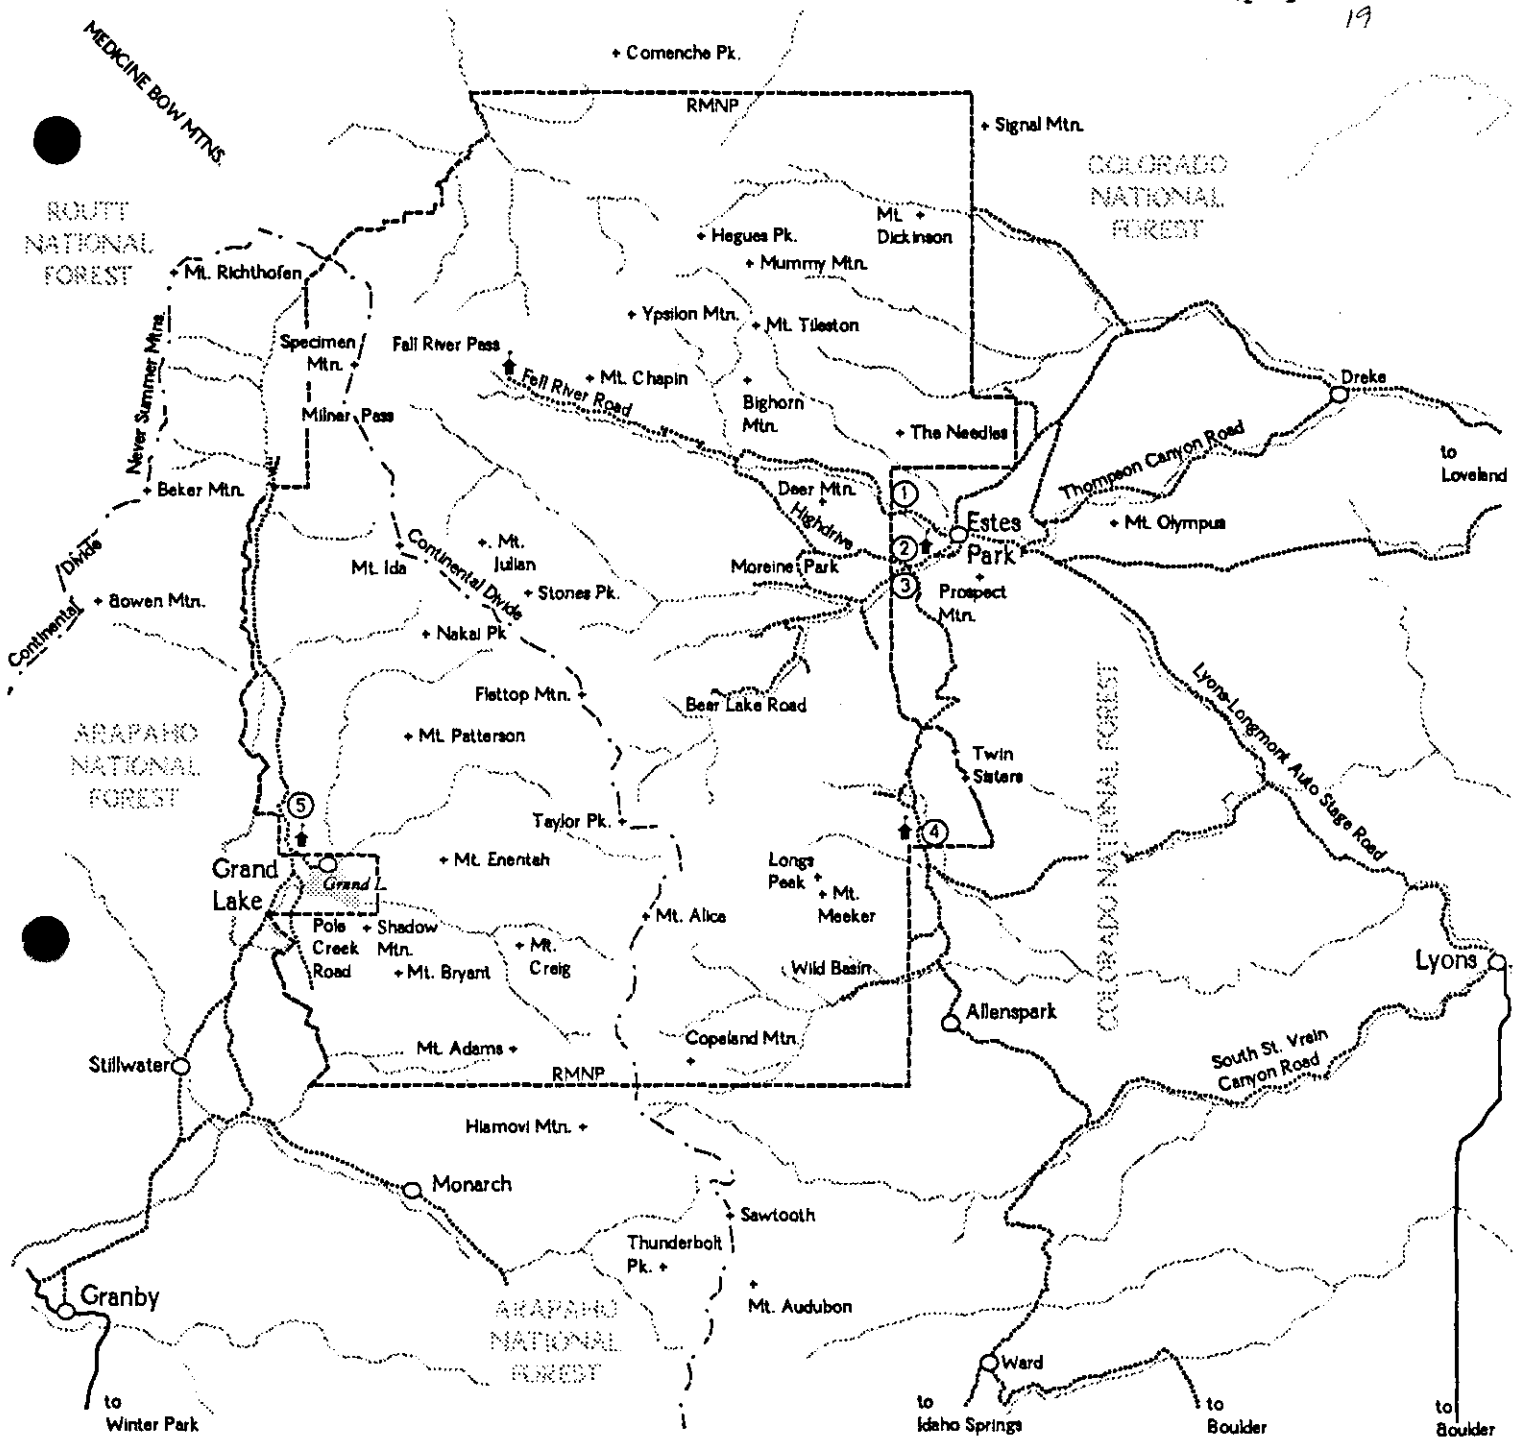 19
MEDICINE BOW MTNS.
Comenche Pk.
RMNP
Signal Mtn.
COLORADO
NATIONAL
FOREST
ROUTT
NATIONAL
FOREST
Mt.
Dickinson
Hegues Pk.
Mummy Mtn.
Mt. Richthofen
Ypsilon Mtn.
Mt. Tileston
Never Summer Mtns.
Specimen
Mtn.
Fall River Pass
Mt. Chapin
Fell River Road
Bighorn
Mtn.
Dreke
Milner Pass
The Needles
Thompson Canyon Road
to
Loveland
Beker Mtn.
Deer Mtn.
1
Highdrive
Estes
Park
Mt. Olympus
Continental Divide
Mt. Ida
Mt.
Julian
Continental Divide
2
Moreine Park
3
Prospect
Mtn.
Bowen Mtn.
Stones Pk.
Nakai Pk
Flattop Mtn.
Bear Lake Road
Lyons-Longmont Auto Stage Road
COLORADO NATIONAL FOREST
ARAPAHO
NATIONAL
FOREST
Mt. Patterson
Twin
Sisters
5
Taylor Pk.
4
Grand
Lake
Grand L.
Mt. Enentah
Longs
Peak
Mt.
Meeker
Pole
Creek
Road
Shadow
Mtn.
Mt. Alice
Mt.
Creig
Mt. Bryant
Wild Basin
Lyons
Allenspark
Stillwater
Mt. Adams
Copeland Mtn.
South St. Vrain
Canyon Road
RMNP
Hiamovi Mtn.
Monarch
Sawtooth
Thunderbolt
Pk.
Granby
Mt. Audubon
ARAPAHO
NATIONAL
FOREST
Ward
to
Winter Park
to
Idaho Springs
to
Boulder
to
Boulder